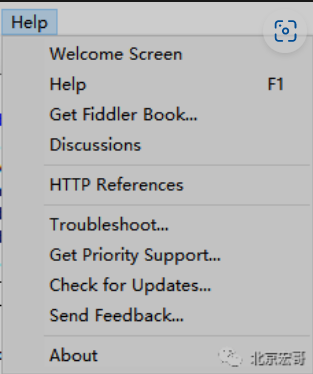 Help
Welcome Screen
Help F1
Get Fiddler Book...
Discussions
HTTP References
Troubleshoot...
Get Priority Support...
Check for Updates...
Send Feedback...
About
北京宏哥